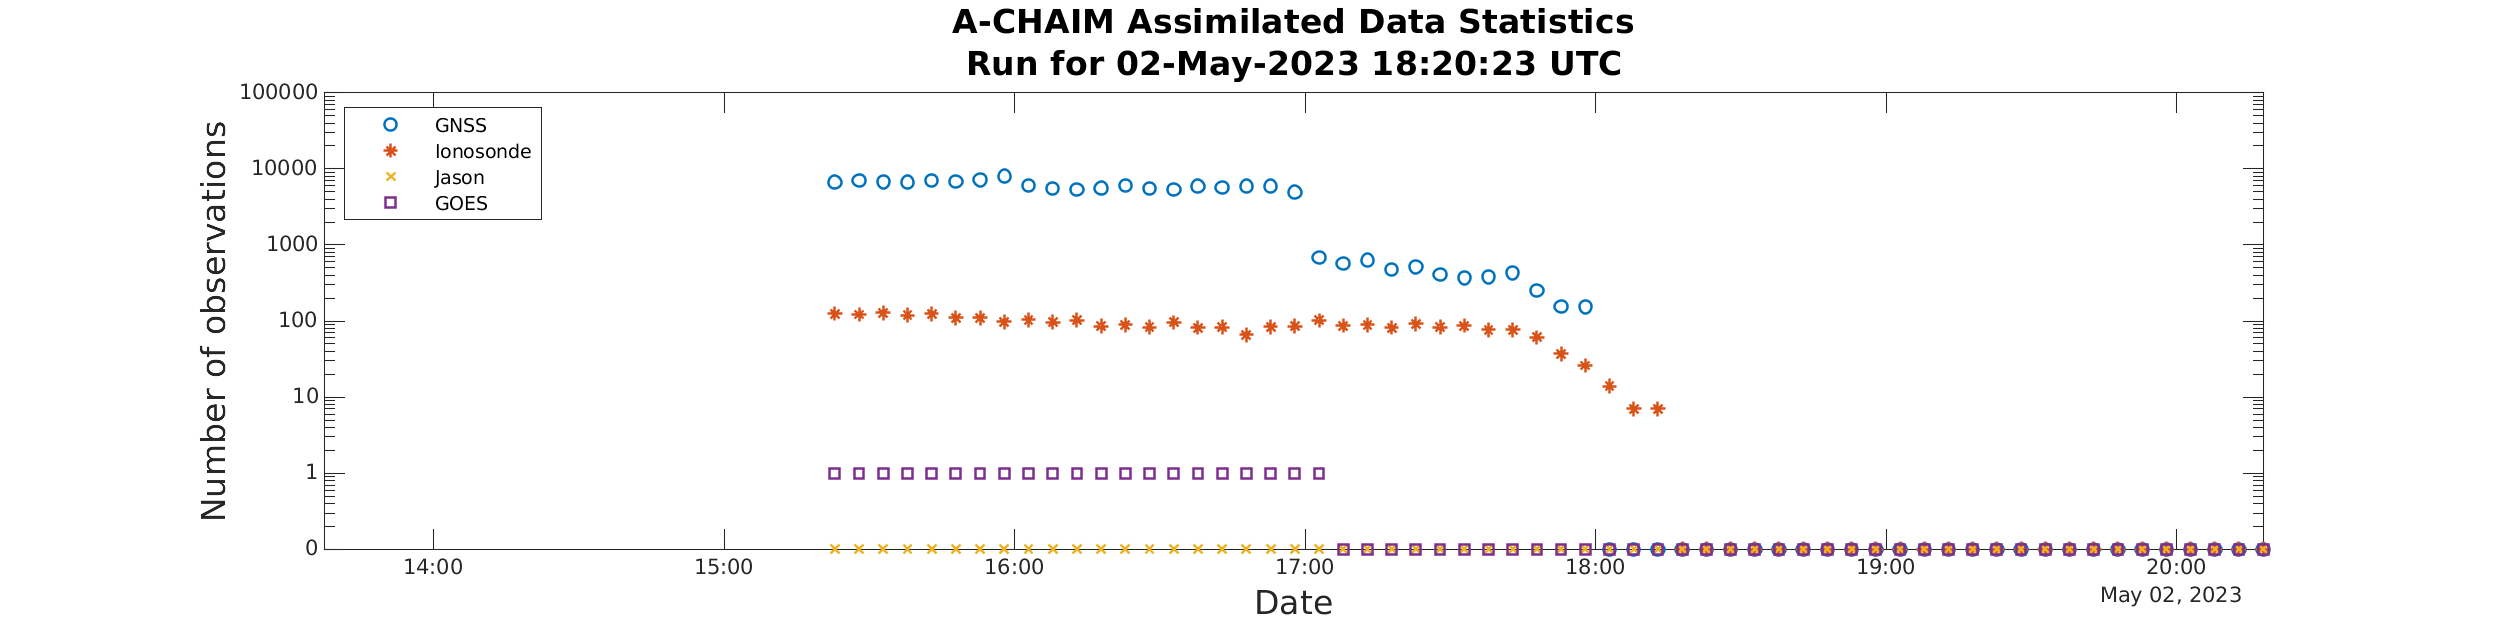 A-CHAIM Assimilated Data Statistics
Run for 02-May-2023 18:20:23 UTC
Number of observations
100000
10000
1000
100
10
1
0
GNSS
Ionosonde
Jason
GOES
14:00 15:00 16:00 17:00 18:00 19:00 20:00
May 02, 2023
Date